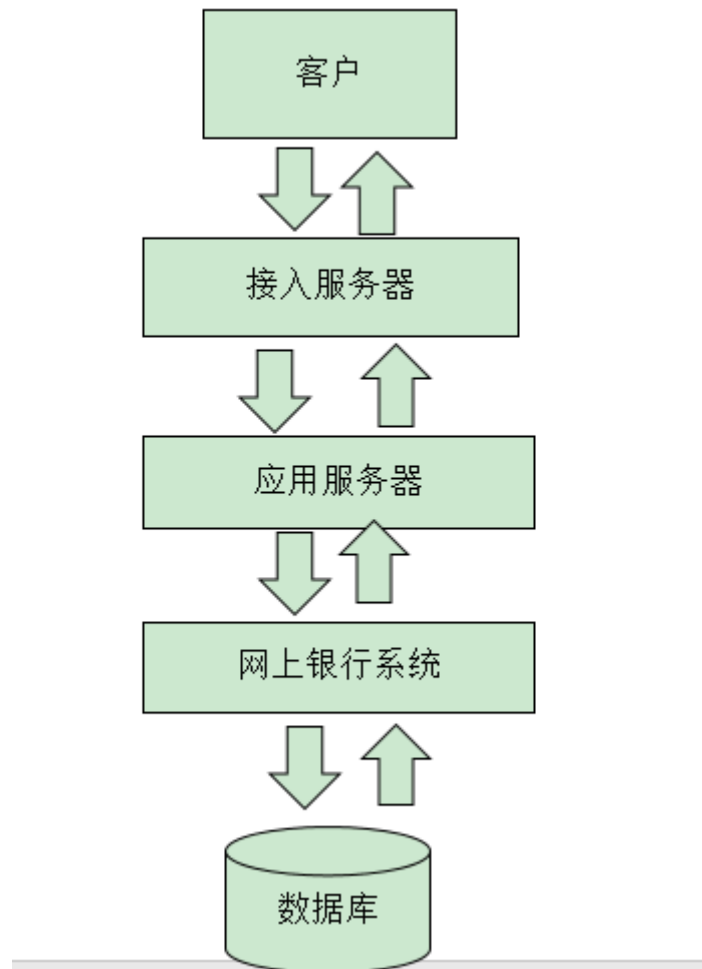 客户
接入服务器
应用服务器
网上银行系统
数据库